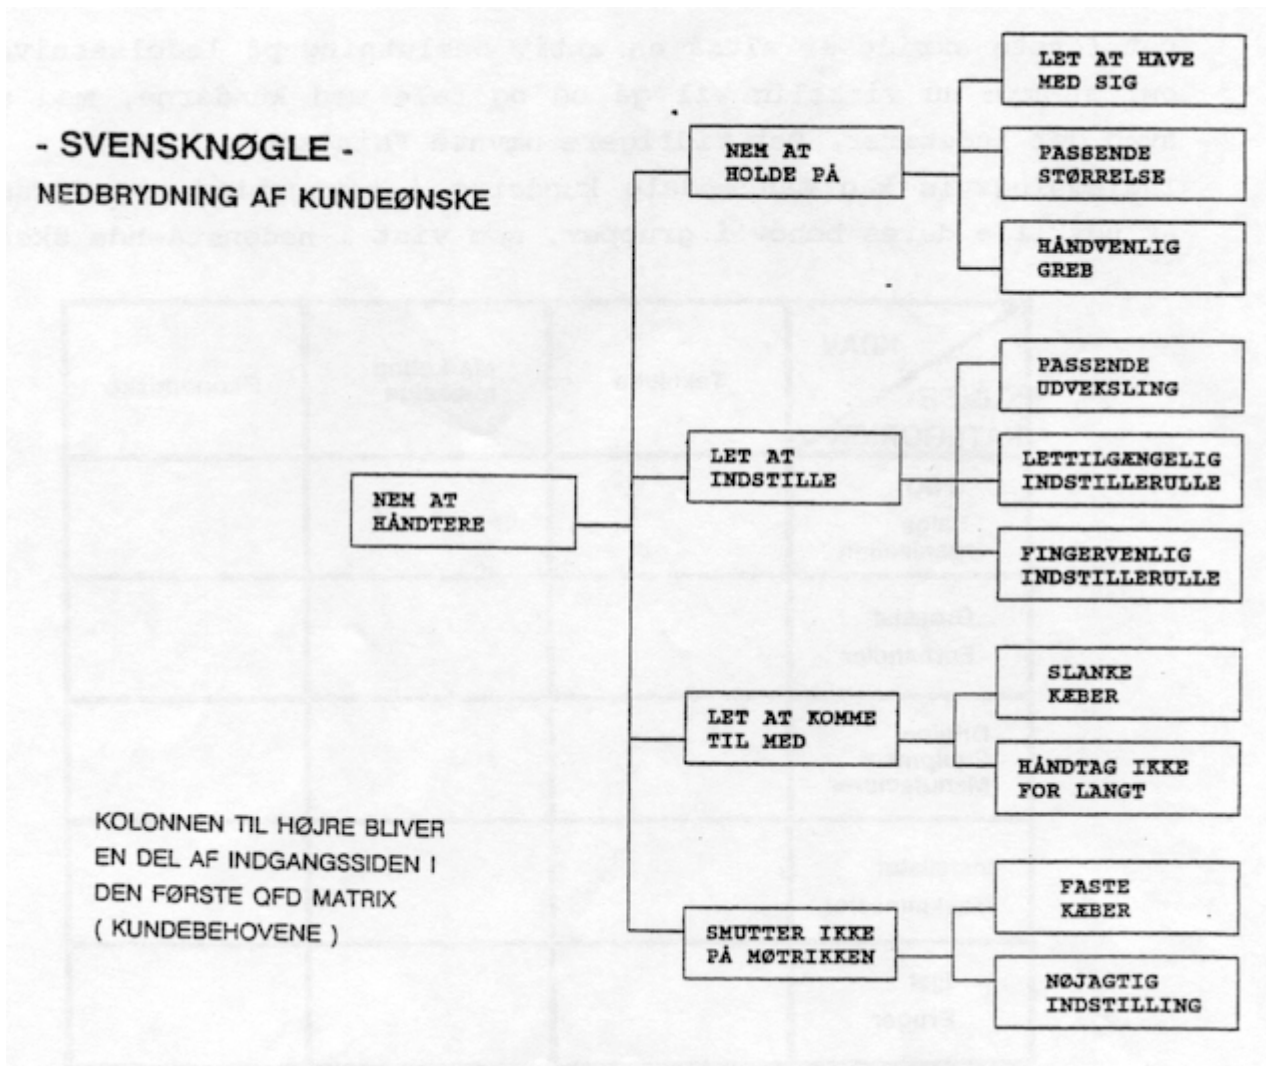 - SVENSKNØGLE -
NEDBRYDNING AF KUNDEØNSKE
NEM AT
HÅNDTERE
NEM AT
HOLDE PÅ
LET AT HAVE
MED SIG
PASSENDE
STØRRELSE
HÅNDVENLIG
GREB
LET AT
INDSTILLE
PASSENDE
UDVEKSLING
LETTILGÆNGELIG
INDSTILLERULLE
FINGERVENLIG
INDSTILLERULLE
LET AT KOMME
TIL MED
SLANKE
KÆBER
HÅNDTAG IKKE
FOR LANGT
SMUTTER IKKE
PÅ MØTRIKKEN
FASTE
KÆBER
NØJAGTIG
INDSTILLING
KOLONNEN TIL HØJRE BLIVER
EN DEL AF INDGANGSSIDEN I
DEN FØRSTE QFD MATRIX
( KUNDEBEHOVENE )